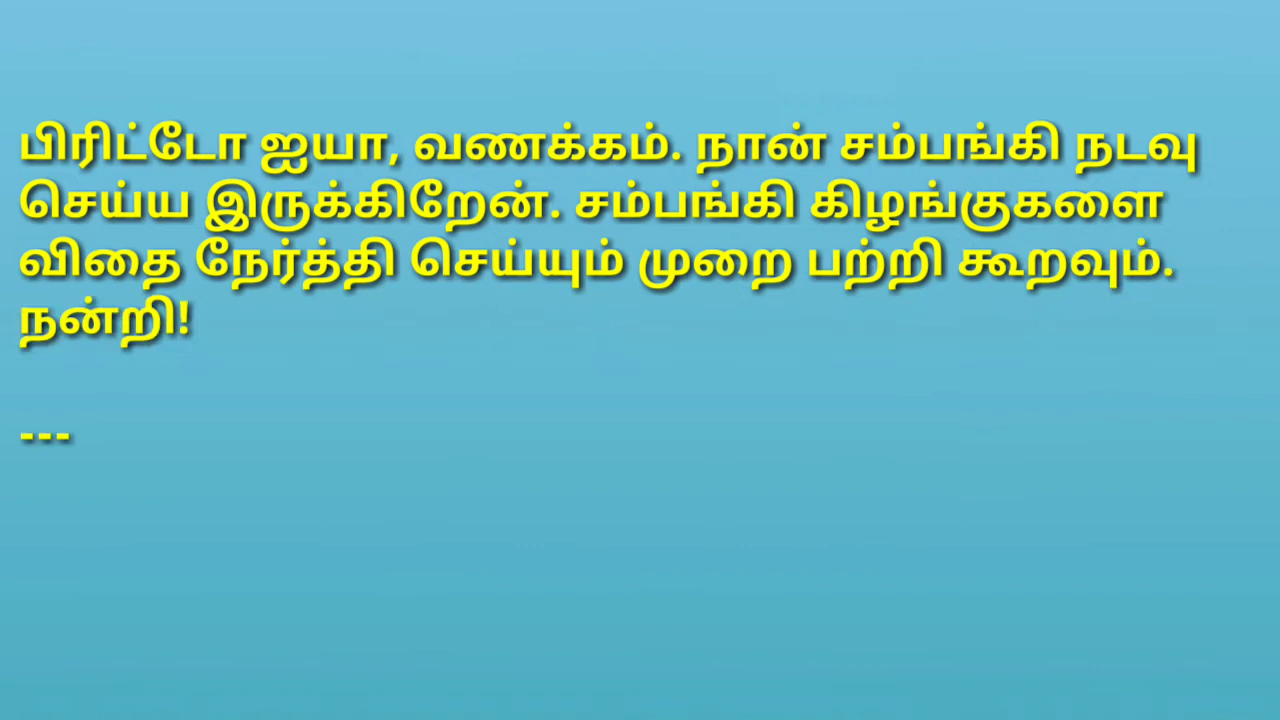 பிரிட்டோ ஐயா, வணக்கம். நான் சம்பங்கி நடவு
செய்ய இருக்கிறேன். சம்பங்கி கிழங்குகளை
விதை நேர்த்தி செய்யும் முறை பற்றி கூறவும்.
நன்றி!
---